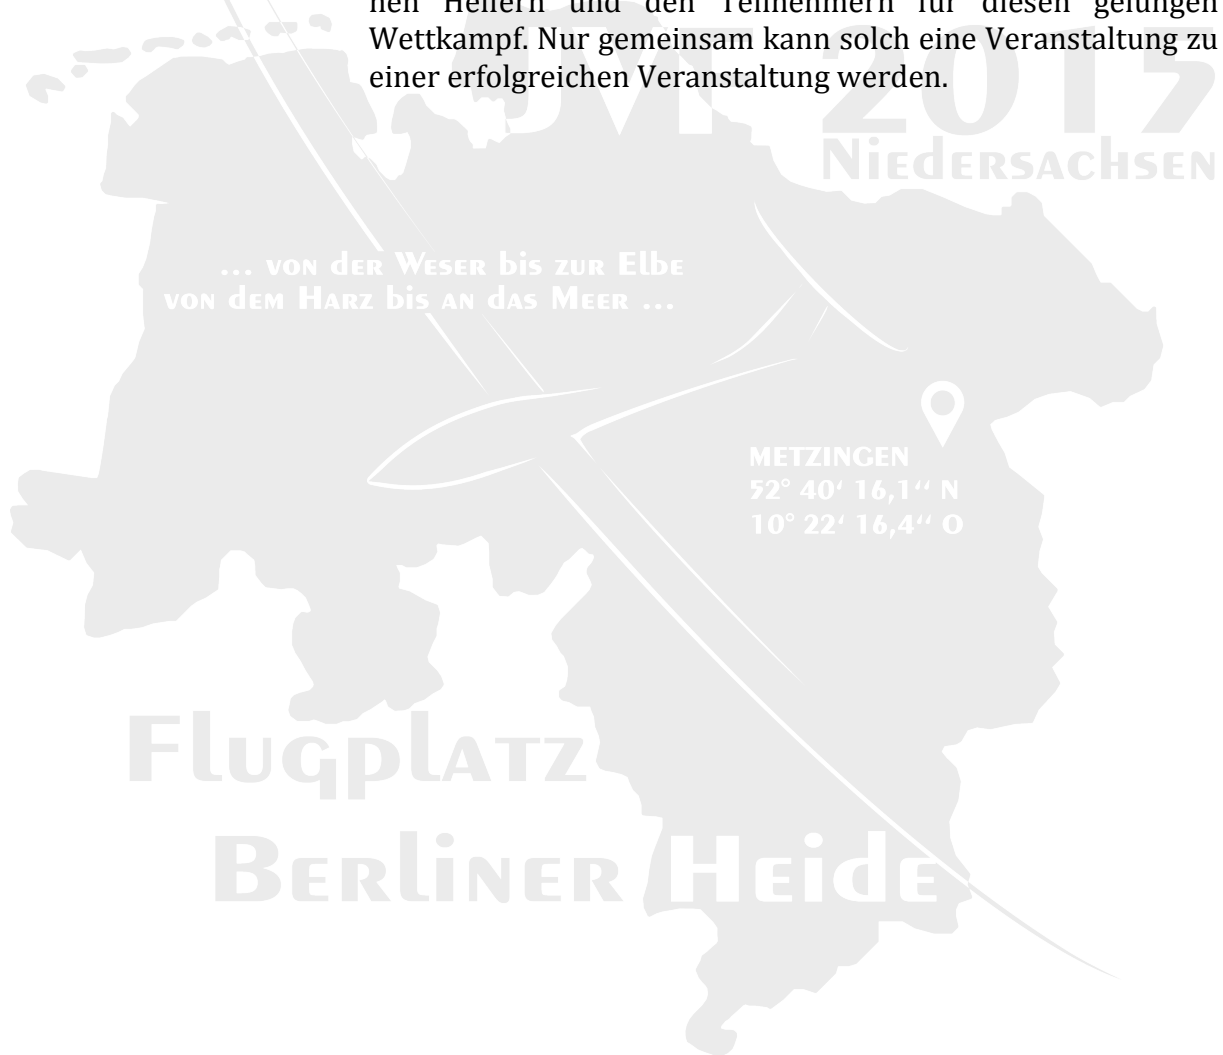 nen Helfern und den Teilnehmern für diesen gelungen
Wettkampf. Nur gemeinsam kann solch eine Veranstaltung zu
einer erfolgreichen Veranstaltung werden.
JM 2015
Niedersachsen
... von der Weser bis zur Elbe
von dem Harz bis an das Meer ...
METZINGEN
52° 40‘ 16,1‘‘ N
10° 22‘ 16,4‘‘ O
Flugplatz
Berliner Heide